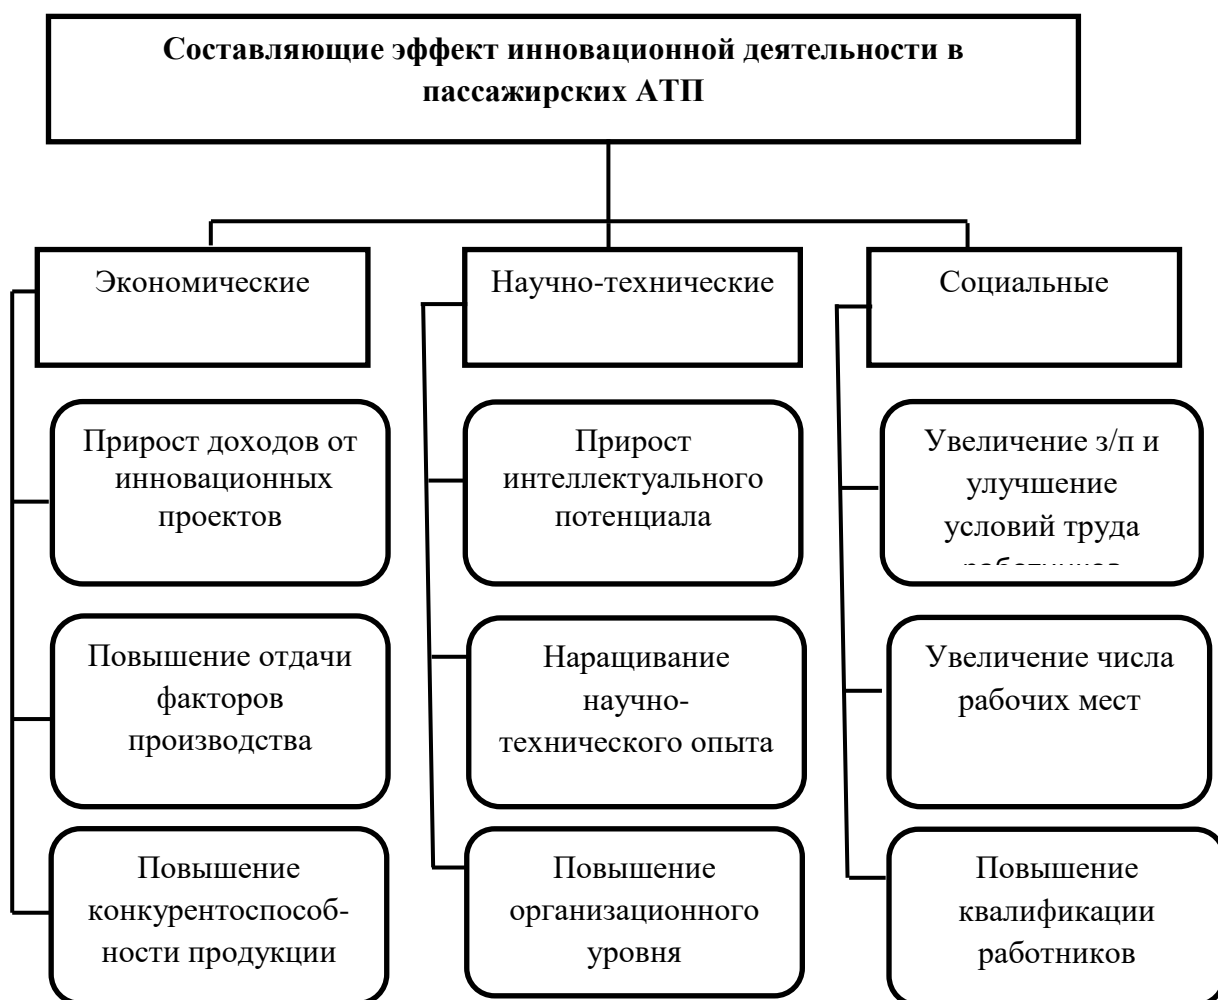 Составляющие эффект инновационной деятельности в
пассажирских АТП
Экономические
Научно-технические
Социальные
Прирост доходов от
инновационных
проектов
Прирост
интеллектуального
потенциала
Увеличение з/п и
улучшение
условий труда
работников
Повышение отдачи
факторов
производства
Наращивание
научно-
технического опыта
Увеличение числа
рабочих мест
Повышение
конкурентоспособ-
ности продукции
Повышение
организационного
уровня
Повышение
квалификации
работников